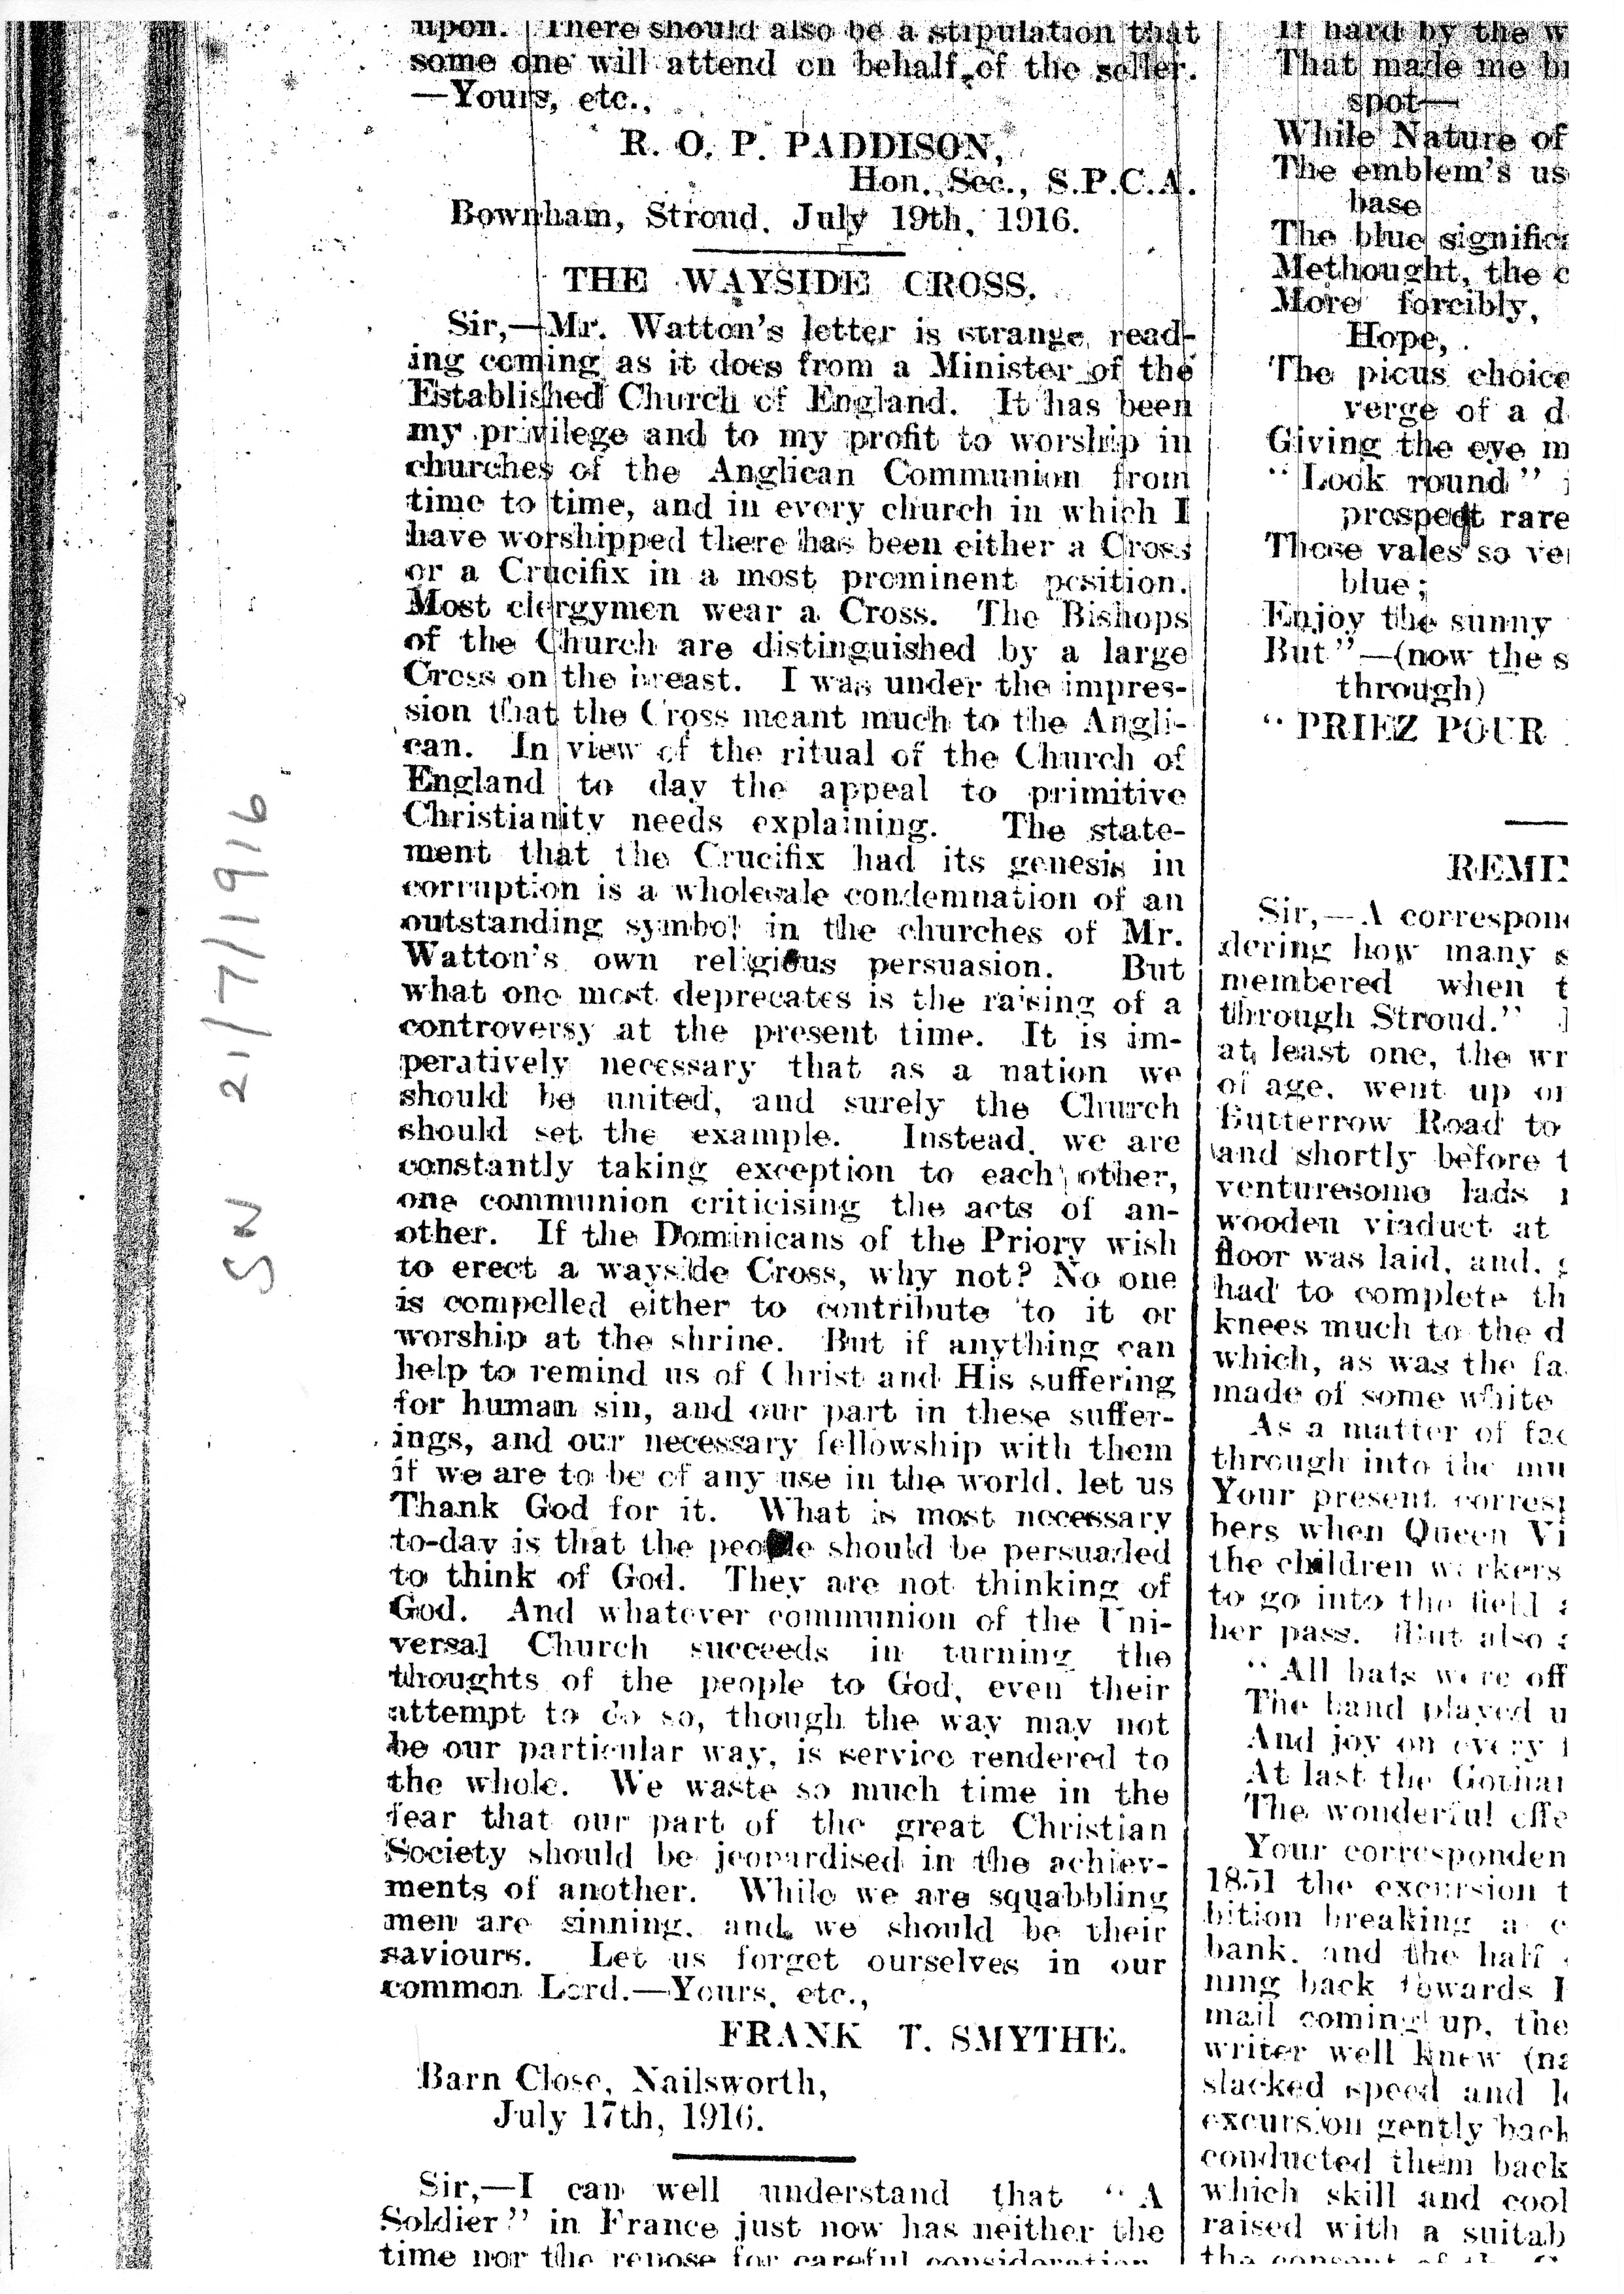 upon. There should also be a stipulation that
some one will attend on behalf of the seller.
—Yours, etc.,
R. O. P. PADDISON,
Hon. Sec., S.P.C.A.
Bownham, Stroud, July 19th, 1916.
THE WAYSIDE CROSS.
Sir,—Mr. Watton's letter is strange read-
ing coming as it does from a Minister of the
Established Church of England. It has been
my privilege and to my profit to worship in
churches of the Anglican Communion from
time to time, and in every church in which I
have worshipped there has been either a Cross
or a Crucifix in a most prominent position.
Most clergymen wear a Cross. The Bishops
of the Church are distinguished by a large
Cross on the breast. I was under the impres-
sion that the Cross meant much to the Angli-
can. In view of the ritual of the Church of
England to day the appeal to primitive
Christianity needs explaining. The state-
ment that the Crucifix had its genesis in
corruption is a wholesale condemnation of an
outstanding symbol in the churches of Mr.
Watton's own religious persuasion. But
what one most deprecates is the raising of a
controversy at the present time. It is im-
peratively necessary that as a nation we
should be united, and surely the Church
should set the example. Instead, we are
constantly taking exception to each other,
one communion criticising the acts of an-
other. If the Dominicans of the Priory wish
to erect a wayside Cross, why not? No one
is compelled either to contribute to it or
worship at the shrine. But if anything can
help to remind us of Christ and His suffering
for human sin, and our part in these suffer-
ings, and our necessary fellowship with them
if we are to be of any use in the world, let us
Thank God for it. What is most necessary
to-day is that the people should be persuaded
to think of God. They are not thinking of
God. And whatever communion of the Uni-
versal Church succeeds in turning the
thoughts of the people to God, even their
attempt to do so, though the way may not
be our particular way, is service rendered to
the whole. We waste so much time in the
fear that our part of the great Christian
Society should be jeopardised in the achiev-
ments of another. While we are squabbling
men are sinning, and we should be their
saviours. Let us forget ourselves in our
common Lord.—Yours, etc.,
FRANK T. SMYTHE.
Barn Close, Nailsworth,
July 17th, 1916.
Sir,—I can well understand that "A
Soldier" in France just now has neither the
time nor the repose for careful consideration
It hard by the w
That made me
spot—
While Nature of
The emblem's us
base
The blue
Methought, the c
More forcibly,
Hope,
The picus choice
verge of a d
Giving the eye m
"Look round"
prospect rare
Those vales so ve
blue;
Enjoy the sunny
But"—(now the s
through)
"PRIEZ POUR
REMI
Sir,—A correspon
dering how many s
membered when t
through Stroud."
at least one, the wr
of age, went up or
Butterrow Road to
and shortly before t
venturesome lads
wooden viaduct at
floor was laid, and,
had to complete th
knees much to the d
which, as was the fa
made of some white
As a matter of fac
through into the mu
Your present corresp
bers when Queen Vi
the children workers
to go into the field
her pass. But also
"All hats were off
The band played u
And joy on every
At last the
The wonderful effe
Your corresponden
1851 the excursion t
bition breaking a c
bank, and the half
ning back towards
mail coming up, the
writer well knew (na
slacked speed and
excursion gently back
conducted them back
which skill and cool
raised with a suitab
the consent of the
SN 21/7/1916